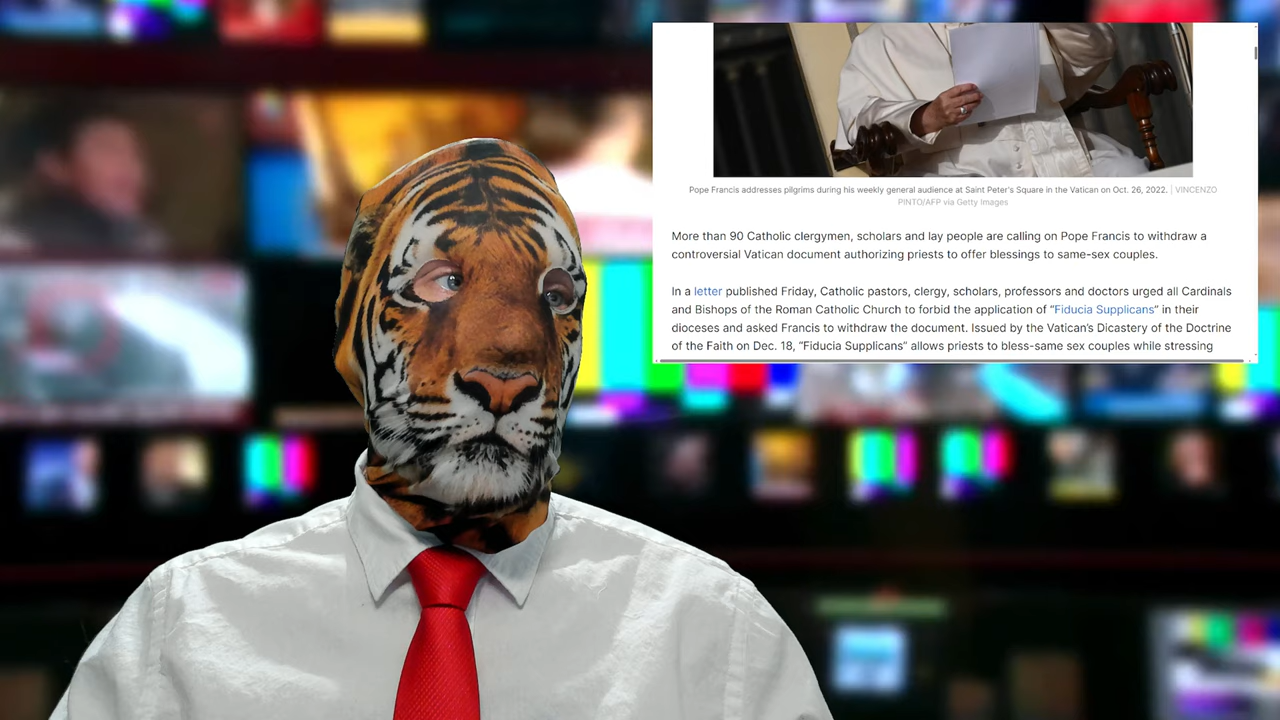 Pope Francis addresses pilgrims during his weekly general audience at Saint Peter's Square in the Vatican on Oct. 26, 2022. | VINCENZO
PINTO/AFP via Getty Images
More than 90 Catholic clergymen, scholars and lay people are calling on Pope Francis to withdraw a
controversial Vatican document authorizing priests to offer blessings to same-sex couples.
In a letter published Friday, Catholic pastors, clergy, scholars, professors and doctors urged all Cardinals
and Bishops of the Roman Catholic Church to forbid the application of “Fiducia Supplicans” in their
dioceses and asked Francis to withdraw the document. Issued by the Vatican’s Dicastery of the Doctrine
of the Faith on Dec. 18, “Fiducia Supplicans” allows priests to bless-same sex couples while stressing